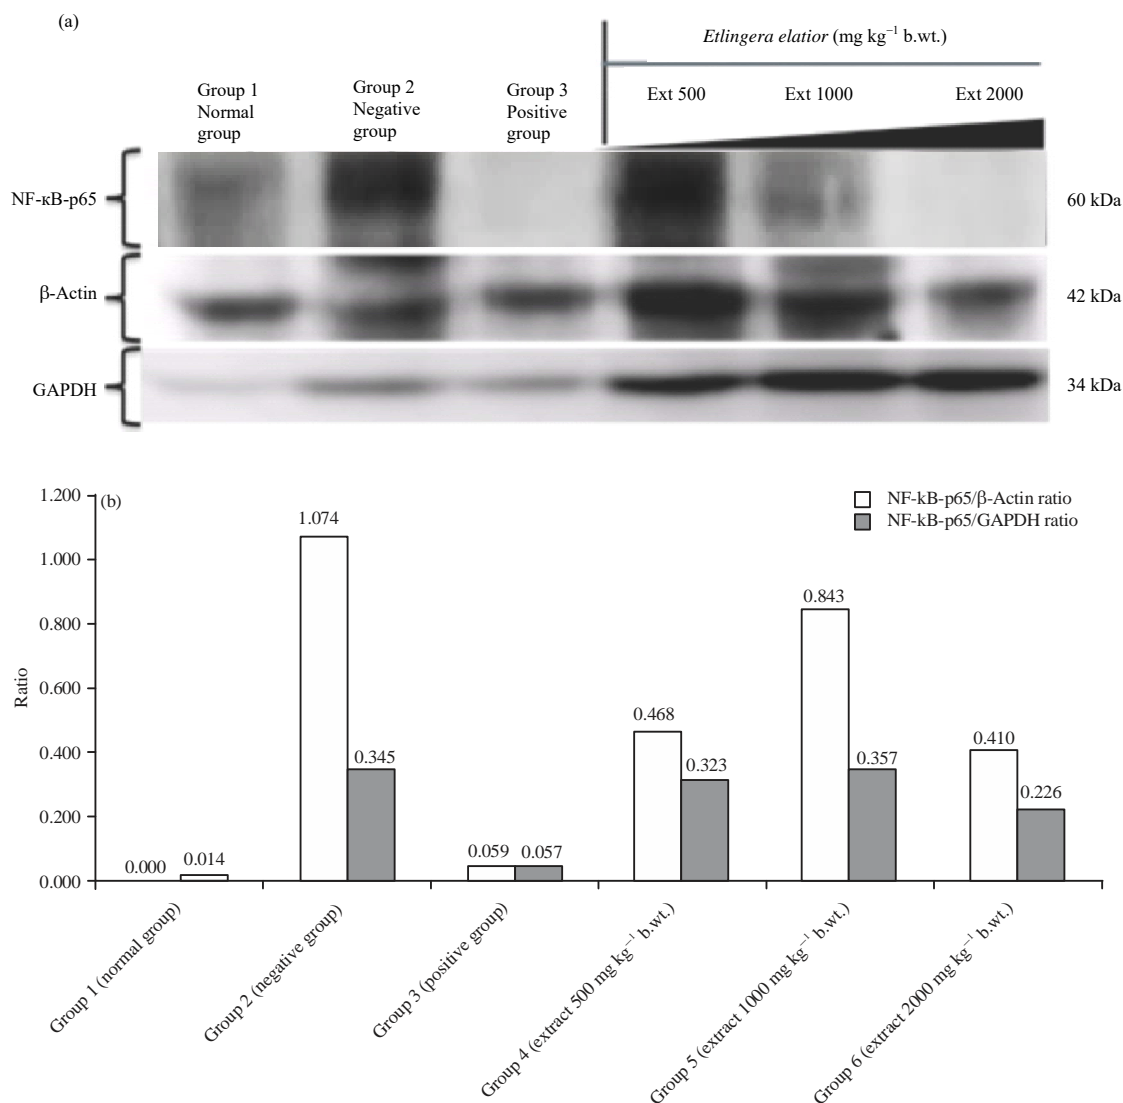 (a)
Etlingera elatior (mg kg⁻¹ b.wt.)
Group 1
Normal
group
Group 2
Negative
group
Group 3
Positive
group
Ext 500
Ext 1000
Ext 2000
NF-κB-p65
60 kDa
β-Actin
42 kDa
GAPDH
34 kDa
(b)
NF-kB-p65/β-Actin ratio
NF-kB-p65/GAPDH ratio
Ratio
1.200
1.000
0.800
0.600
0.400
0.200
0.000
0.000
0.014
1.074
0.345
0.059
0.057
0.468
0.323
0.843
0.357
0.410
0.226
Group 1 (normal group)
Group 2 (negative group)
Group 3 (positive group)
Group 4 (extract 500 mg kg⁻¹ b.wt.)
Group 5 (extract 1000 mg kg⁻¹ b.wt.)
Group 6 (extract 2000 mg kg⁻¹ b.wt.)